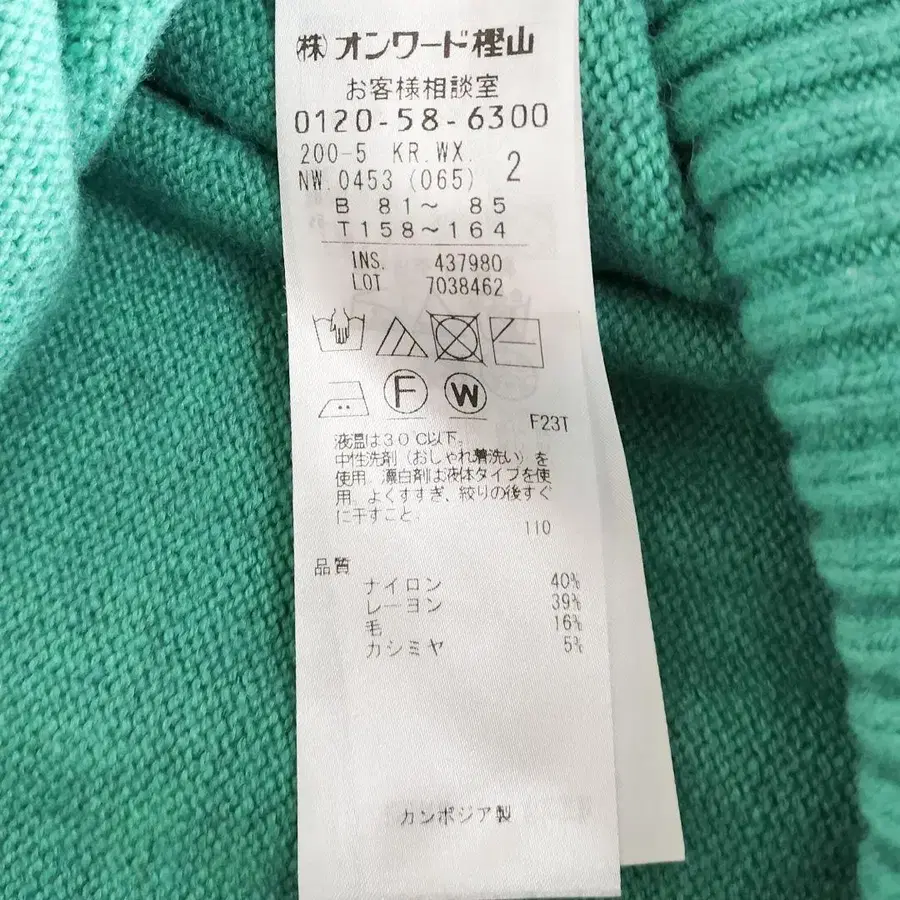 ㈱オンワード樫山
お客様相談室
0120-58-6300
200-5 KR.WX. 2
NW.0453 (065)
B 81～ 85
T158～164
INS. 437980
LOT 7038462
F W
F23T
液温は30℃以下。
中性洗剤（おしゃれ着洗い）を
使用。漂白剤は液体タイプを使
用。よくすすぎ、絞りの後すぐ
に干すこと。
110
品質
ナイロン 40%
レーヨン 39%
毛 16%
カシミヤ 5%
カンボジア製